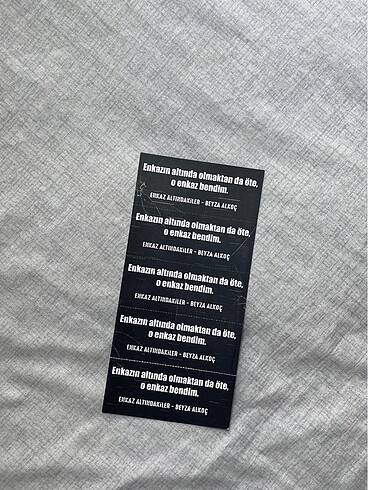 Enkazın altında olmaktan da öte,
o enkaz bendim.
ENKAZ ALTINDAKİLER - BEYZA ALKOÇ
Enkazın altında olmaktan da öte,
o enkaz bendim.
ENKAZ ALTINDAKİLER - BEYZA ALKOÇ
Enkazın altında olmaktan da öte,
o enkaz bendim.
ENKAZ ALTINDAKİLER - BEYZA ALKOÇ
Enkazın altında olmaktan da öte,
o enkaz bendim.
ENKAZ ALTINDAKİLER - BEYZA ALKOÇ
Enkazın altında olmaktan da öte,
o enkaz bendim.
ENKAZ ALTINDAKİLER - BEYZA ALKOÇ